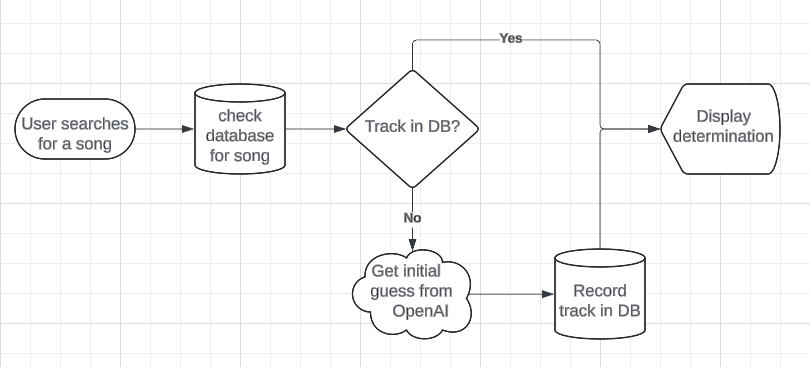 Yes
User searches
for a song
check
database
for song
Track in DB?
Display
determination
No
Get initial
guess from
OpenAI
Record
track in DB